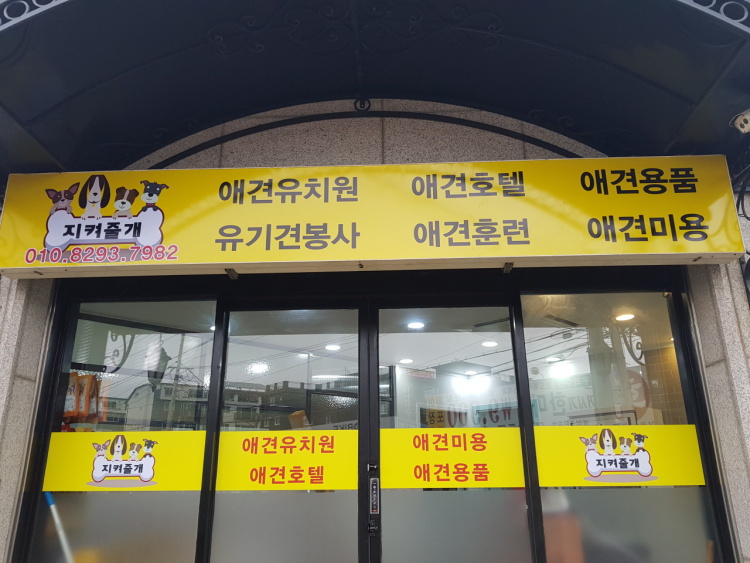 애견유치원 애견호텔 애견용품
지켜줄개
유기견봉사 애견훈련 애견미용
010.8293.7982
지켜줄개
애견유치원
애견호텔
애견미용
애견용품
지켜줄개